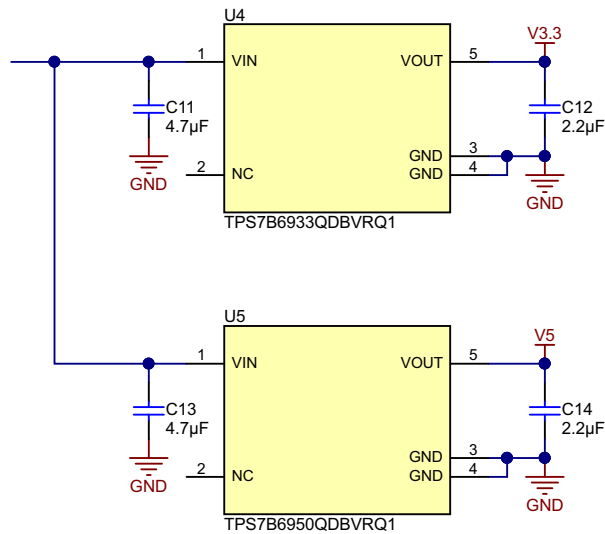 U4
V3.3
1
VIN
VOUT
5
C11
4.7µF
C12
2.2µF
GND
3
2
NC
GND
4
GND
GND
TPS7B6933QDBVRQ1
U5
V5
1
VIN
VOUT
5
C13
4.7µF
C14
2.2µF
GND
3
2
NC
GND
4
GND
GND
TPS7B6950QDBVRQ1